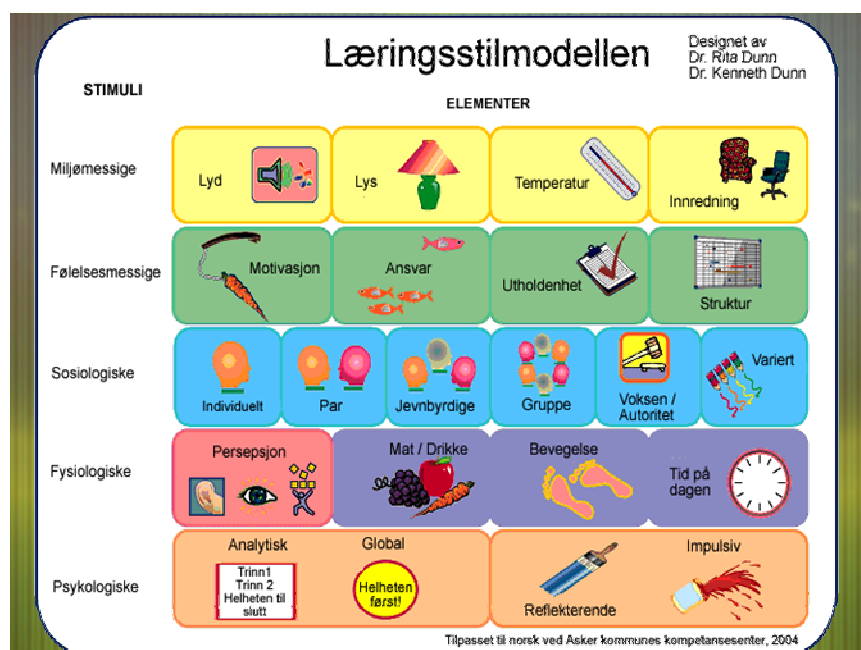 Læringsstilmodellen
Designet av
Dr. Rita Dunn
Dr. Kenneth Dunn
STIMULI
ELEMENTER
Miljømessige
Lyd
Lys
Temperatur
Innredning
Følelsesmessige
Motivasjon
Ansvar
Utholdenhet
Struktur
Sosiologiske
Individuelt
Par
Jevnbyrdige
Gruppe
Voksen /
Autoritet
Variert
Fysiologiske
Persepsjon
Mat / Drikke
Bevegelse
Tid på
dagen
Psykologiske
Analytisk
Trinn1
Trinn 2
Helheten til
slutt
Global
Helheten
først!
Reflekterende
Impulsiv
Tilpasset til norsk ved Asker kommunes kompetansesenter, 2004